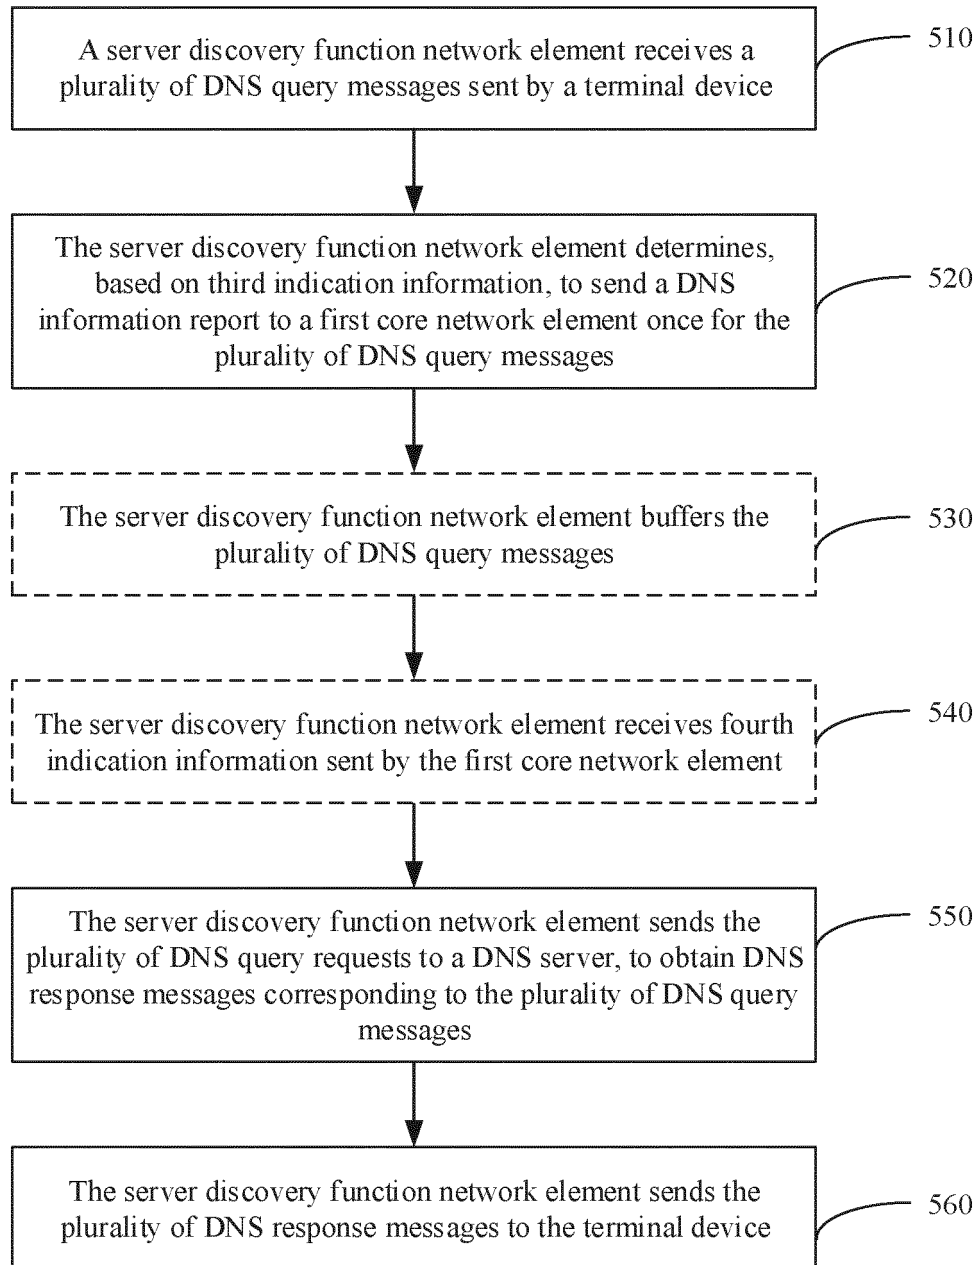 A server discovery function network element receives a
plurality of DNS query messages sent by a terminal device
510
The server discovery function network element determines,
based on third indication information, to send a DNS
information report to a first core network element once for the
plurality of DNS query messages
520
The server discovery function network element buffers the
plurality of DNS query messages
530
The server discovery function network element receives fourth
indication information sent by the first core network element
540
The server discovery function network element sends the
plurality of DNS query requests to a DNS server, to obtain DNS
response messages corresponding to the plurality of DNS query
messages
550
The server discovery function network element sends the
plurality of DNS response messages to the terminal device
560